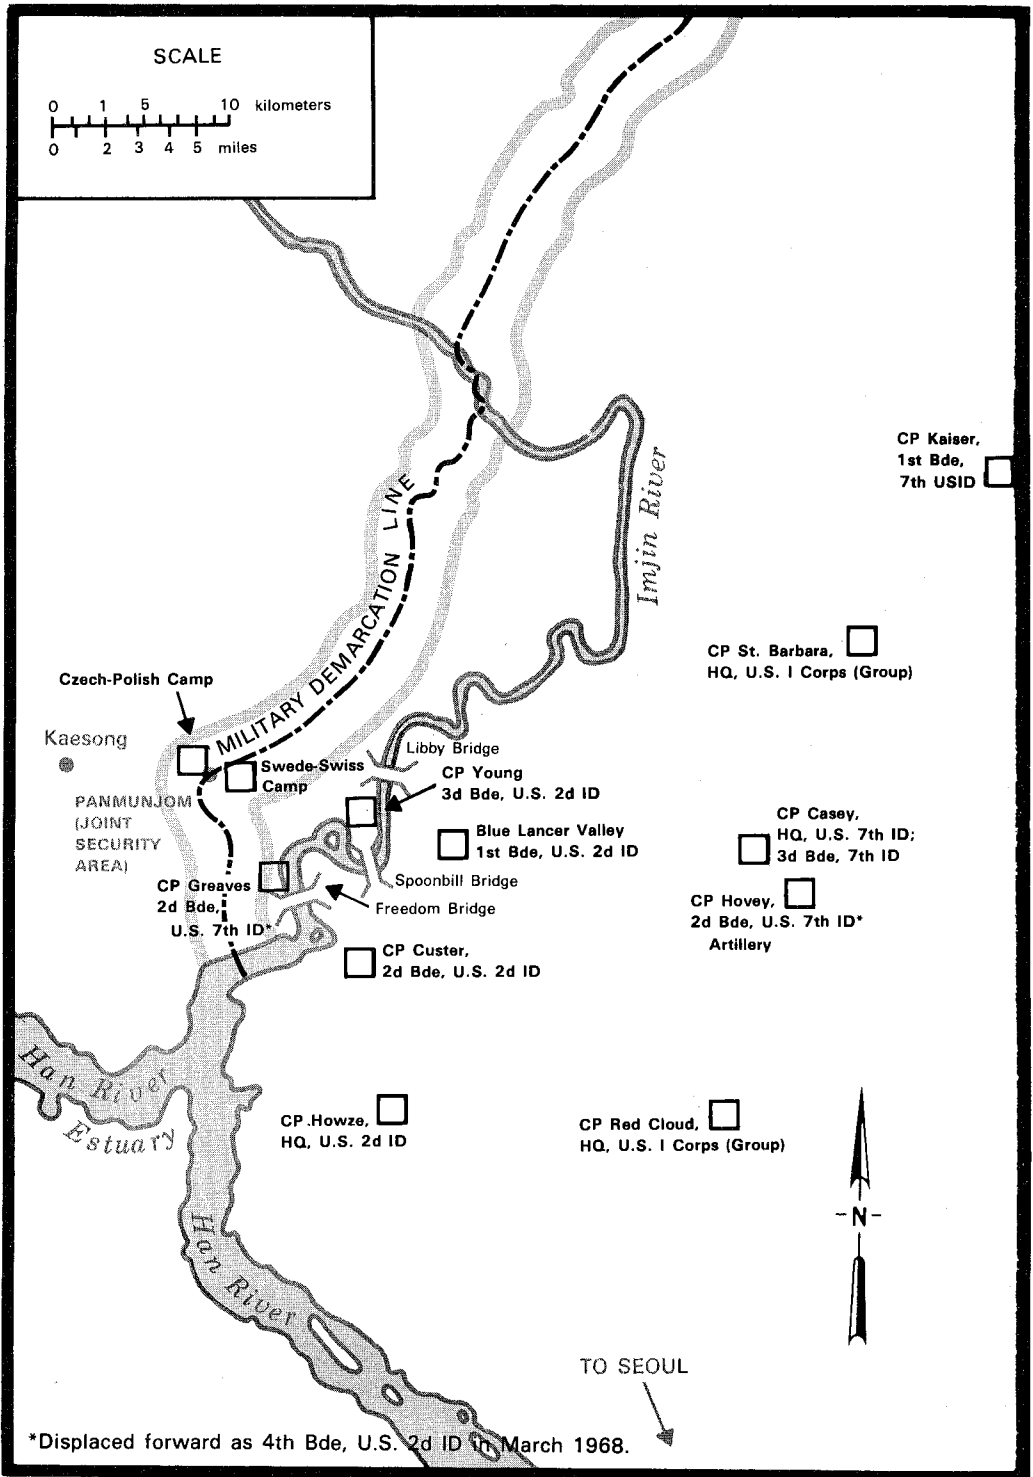 SCALE
0 1 5 10 kilometers
0 2 3 4 5 miles
CP Kaiser,
1st Bde,
7th USID
Imjin River
MILITARY DEMARCATION LINE
CP St. Barbara,
HQ, U.S. I Corps (Group)
Czech-Polish Camp
Kaesong
Libby Bridge
Swede-Swiss
Camp
CP Young
3d Bde, U.S. 2d ID
PANMUNJOM
(JOINT
SECURITY
AREA)
Blue Lancer Valley
1st Bde, U.S. 2d ID
CP Casey,
HQ, U.S. 7th ID;
3d Bde, 7th ID
CP Greaves
2d Bde,
U.S. 7th ID*
Spoonbill Bridge
Freedom Bridge
CP Hovey,
2d Bde, U.S. 7th ID*
Artillery
CP Custer,
2d Bde, U.S. 2d ID
Han River
Estuary
CP .Howze,
HQ, U.S. 2d ID
CP Red Cloud,
HQ, U.S. I Corps (Group)
-N-
Han River
TO SEOUL
*Displaced forward as 4th Bde, U.S. 2d ID in March 1968.